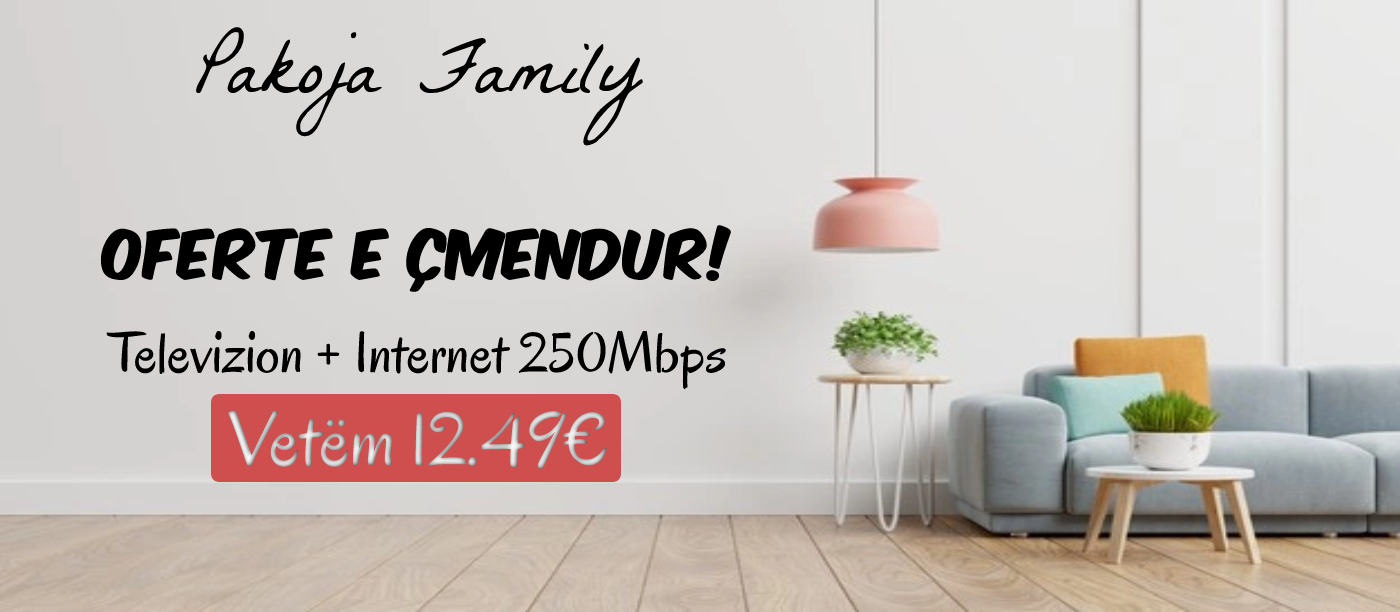 Pakoja Family
OFERTE E ÇMENDUR!
Televizion + Internet 250Mbps
Vetëm 12.49€